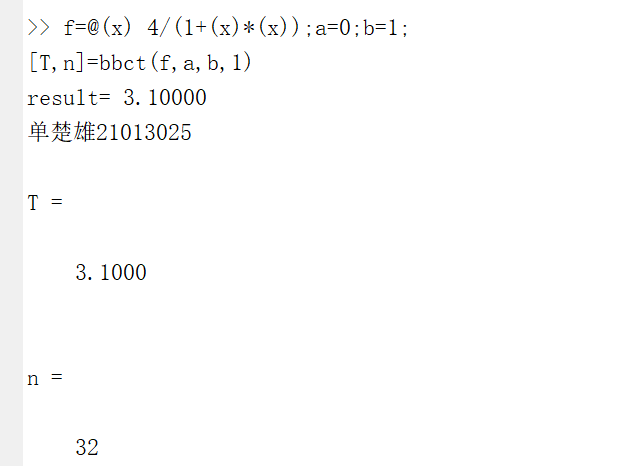 >> f=@(x) 4/(1+(x)*(x));a=0;b=1;
[T,n]=bbct(f,a,b,1)
result= 3.10000
单楚雄21013025
T =
3.1000
n =
32